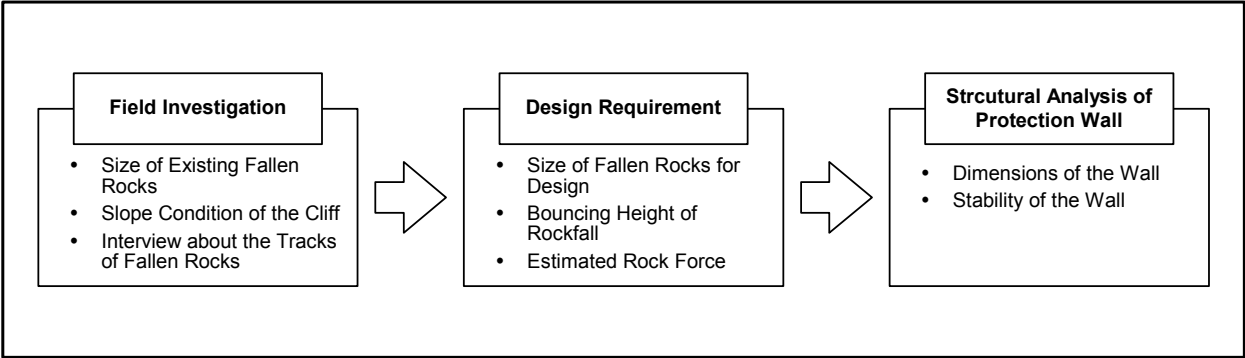 Field Investigation
• Size of Existing Fallen
Rocks
• Slope Condition of the Cliff
• Interview about the Tracks
of Fallen Rocks
Design Requirement
• Size of Fallen Rocks for
Design
• Bouncing Height of
Rockfall
• Estimated Rock Force
Strcutural Analysis of
Protection Wall
• Dimensions of the Wall
• Stability of the Wall